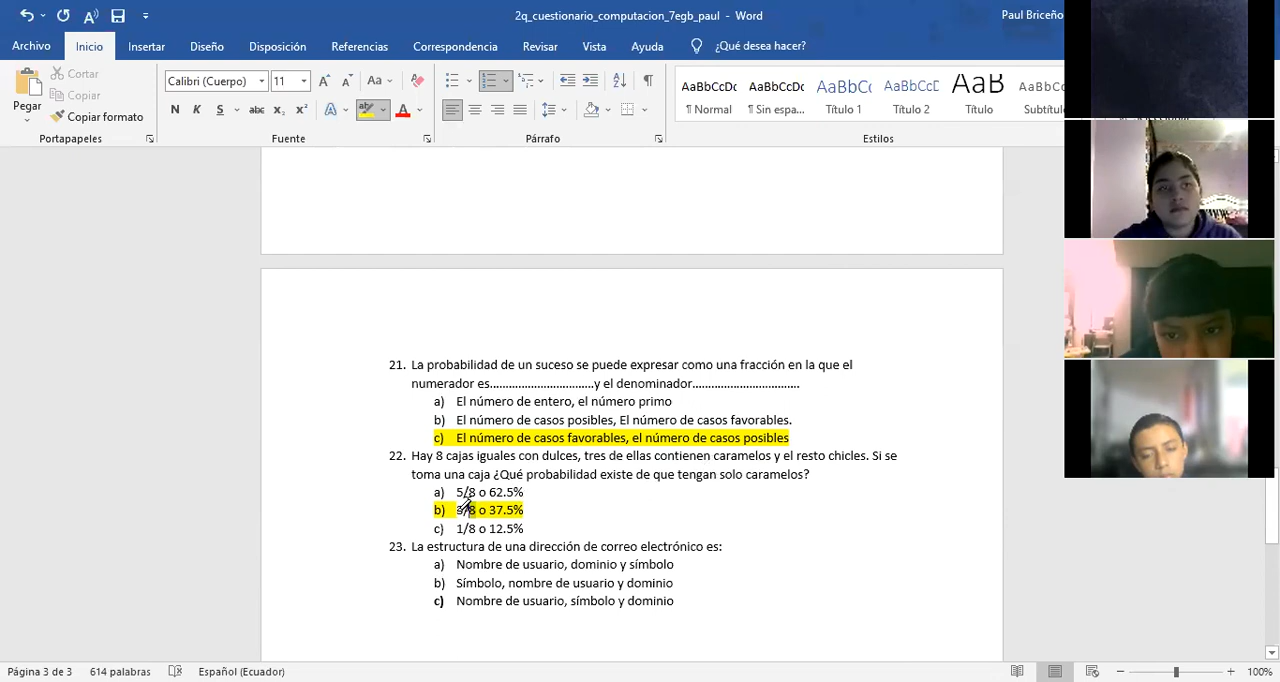 2q_cuestionario_computacion_7egb_paul - Word
Paul Briceño
Archivo Inicio Insertar Diseño Disposición Referencias Correspondencia Revisar Vista Ayuda ¿Qué desea hacer?
Pegar
Cortar
Copiar
Copiar formato
Calibri (Cuerpo) 11
Aa
N K S abc x₂ x² A A
AaBbCcDc AaBbCcDc AaBbCc AaBbCcE AaB AaBbCc
¶ Normal ¶ Sin espa... Título 1 Título 2 Título Subtítul
Portapapeles Fuente Párrafo Estilos
21. La probabilidad de un suceso se puede expresar como una fracción en la que el
numerador es.................................y el denominador.................................
a) El número de entero, el número primo
b) El número de casos posibles, El número de casos favorables.
c) El número de casos favorables, el número de casos posibles
22. Hay 8 cajas iguales con dulces, tres de ellas contienen caramelos y el resto chicles. Si se
toma una caja ¿Qué probabilidad existe de que tengan solo caramelos?
a) 5/8 o 62.5%
b) 3/8 o 37.5%
c) 1/8 o 12.5%
23. La estructura de una dirección de correo electrónico es:
a) Nombre de usuario, dominio y símbolo
b) Símbolo, nombre de usuario y dominio
c) Nombre de usuario, símbolo y dominio
Página 3 de 3 614 palabras Español (Ecuador) 100%